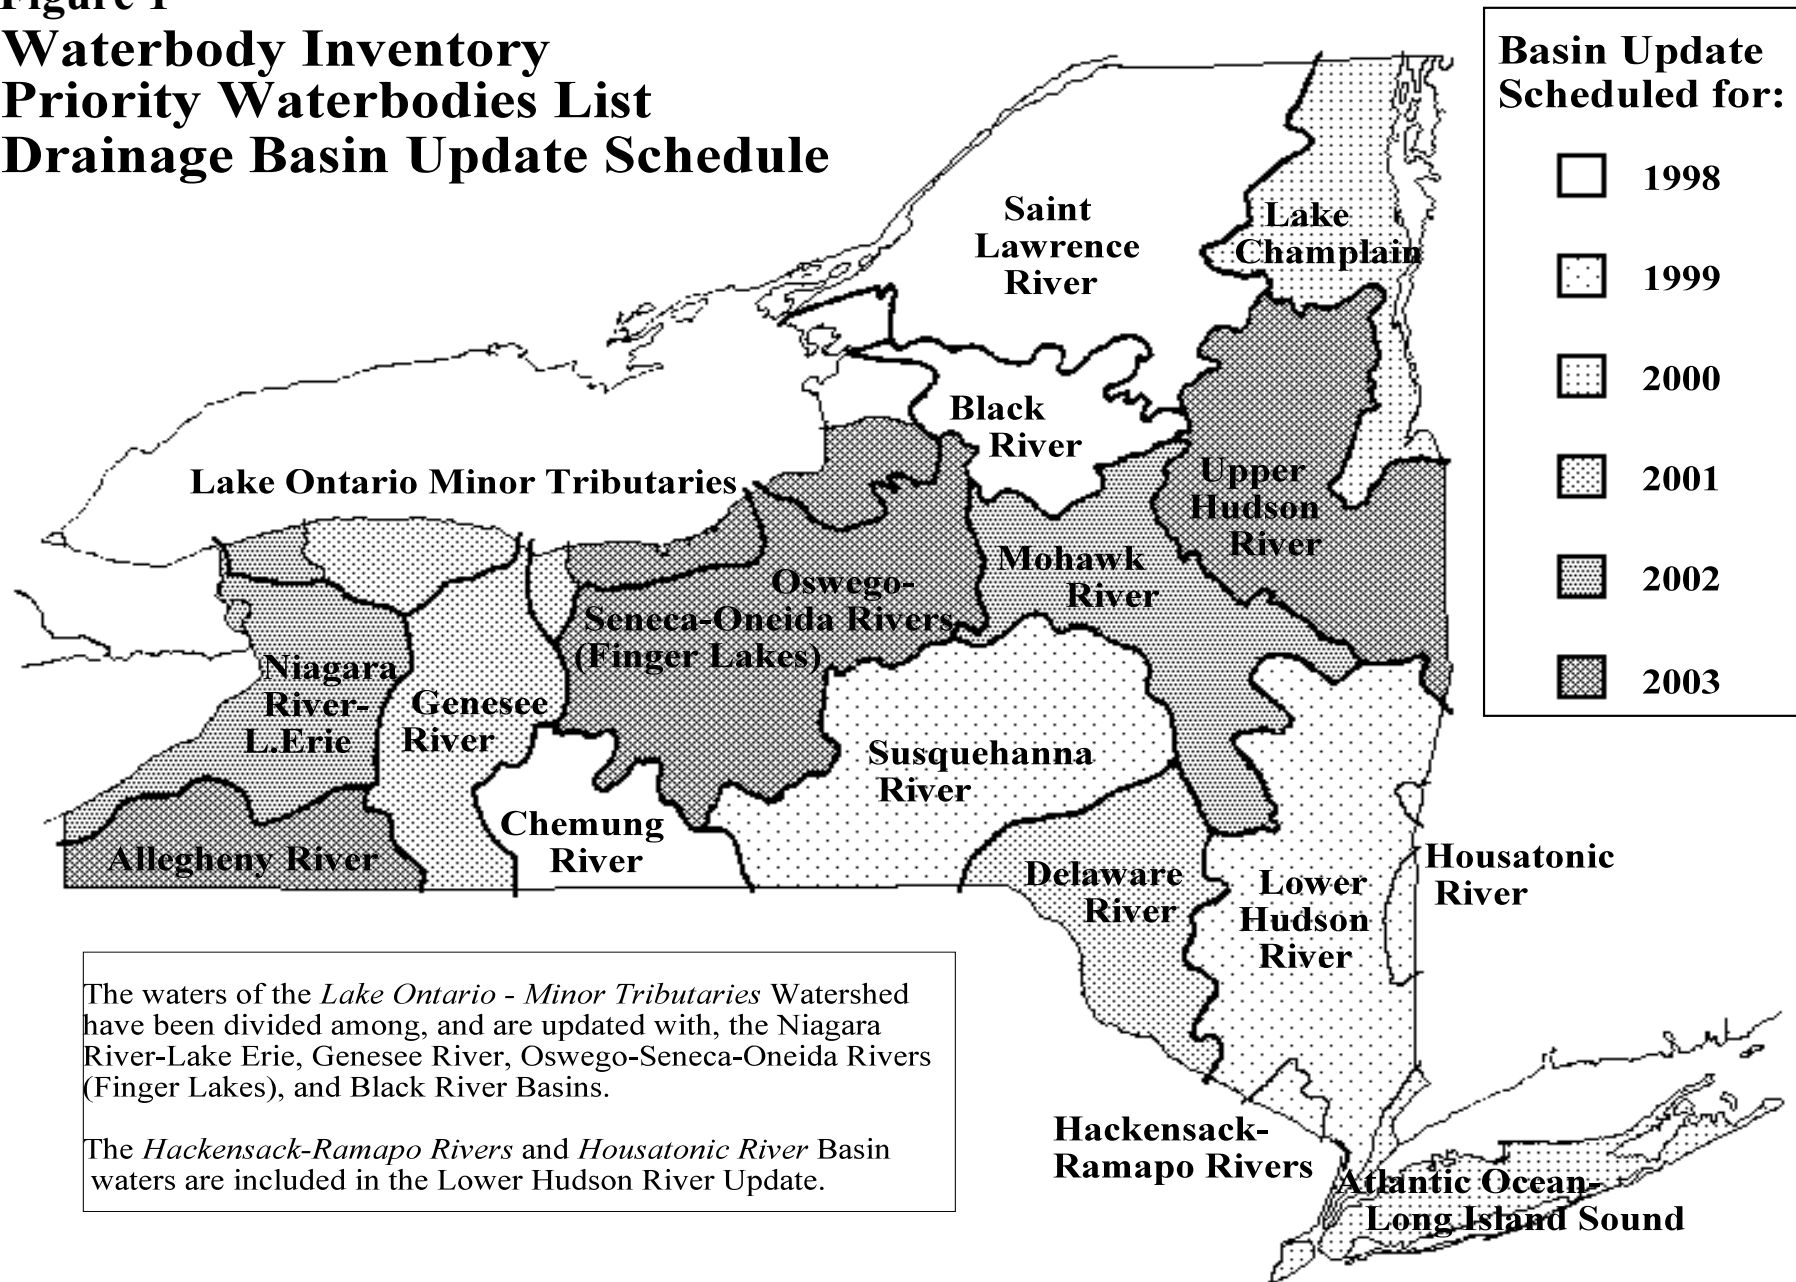 Figure 1
Waterbody Inventory
Priority Waterbodies List
Drainage Basin Update Schedule
Basin Update
Scheduled for:
1998
1999
2000
2001
2002
2003
Saint
Lawrence
River
Lake
Champlain
Black
River
Lake Ontario Minor Tributaries
Upper
Hudson
River
Mohawk
River
Oswego-
Seneca-Oneida Rivers
(Finger Lakes)
Niagara
River-
L.Erie
Genesee
River
Susquehanna
River
Chemung
River
Allegheny River
Delaware
River
Lower
Hudson
River
Housatonic
River
Hackensack-
Ramapo Rivers
Atlantic Ocean-
Long Island Sound
The waters of the Lake Ontario - Minor Tributaries Watershed
have been divided among, and are updated with, the Niagara
River-Lake Erie, Genesee River, Oswego-Seneca-Oneida Rivers
(Finger Lakes), and Black River Basins.
The Hackensack-Ramapo Rivers and Housatonic River Basin
waters are included in the Lower Hudson River Update.